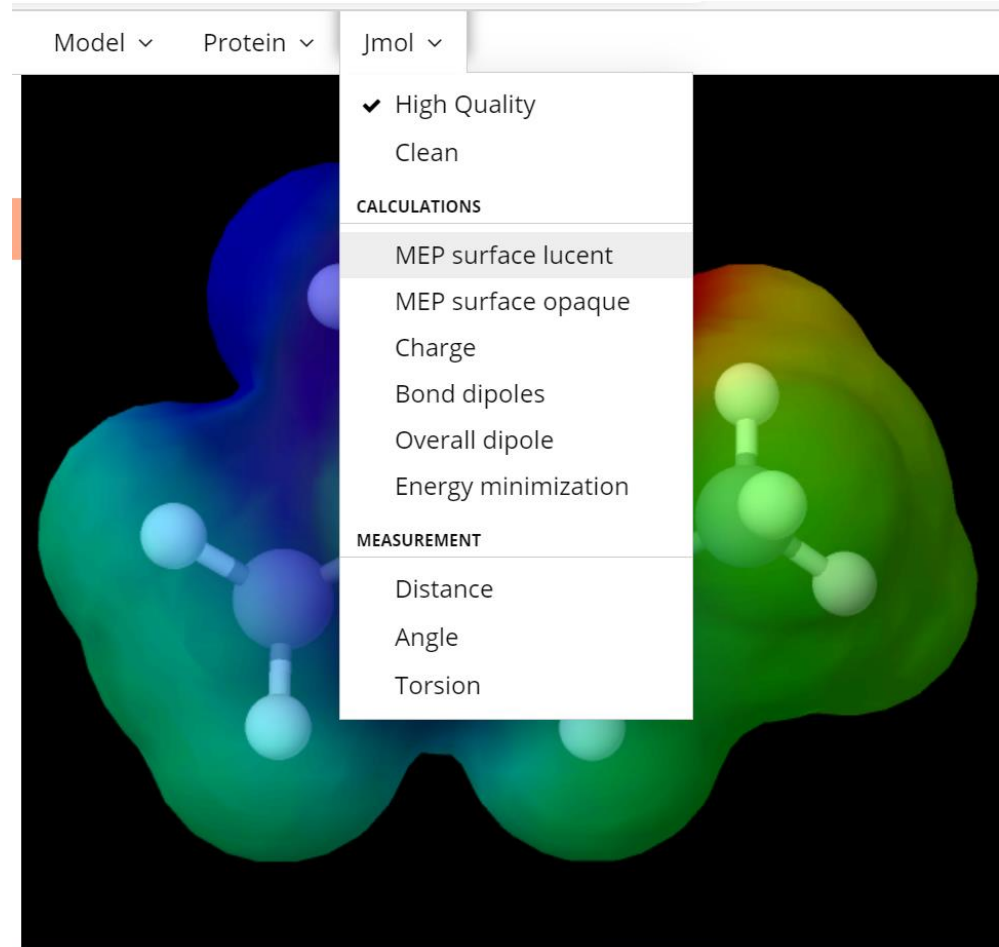 Model Protein Jmol
High Quality
Clean
CALCULATIONS
MEP surface lucent
MEP surface opaque
Charge
Bond dipoles
Overall dipole
Energy minimization
MEASUREMENT
Distance
Angle
Torsion